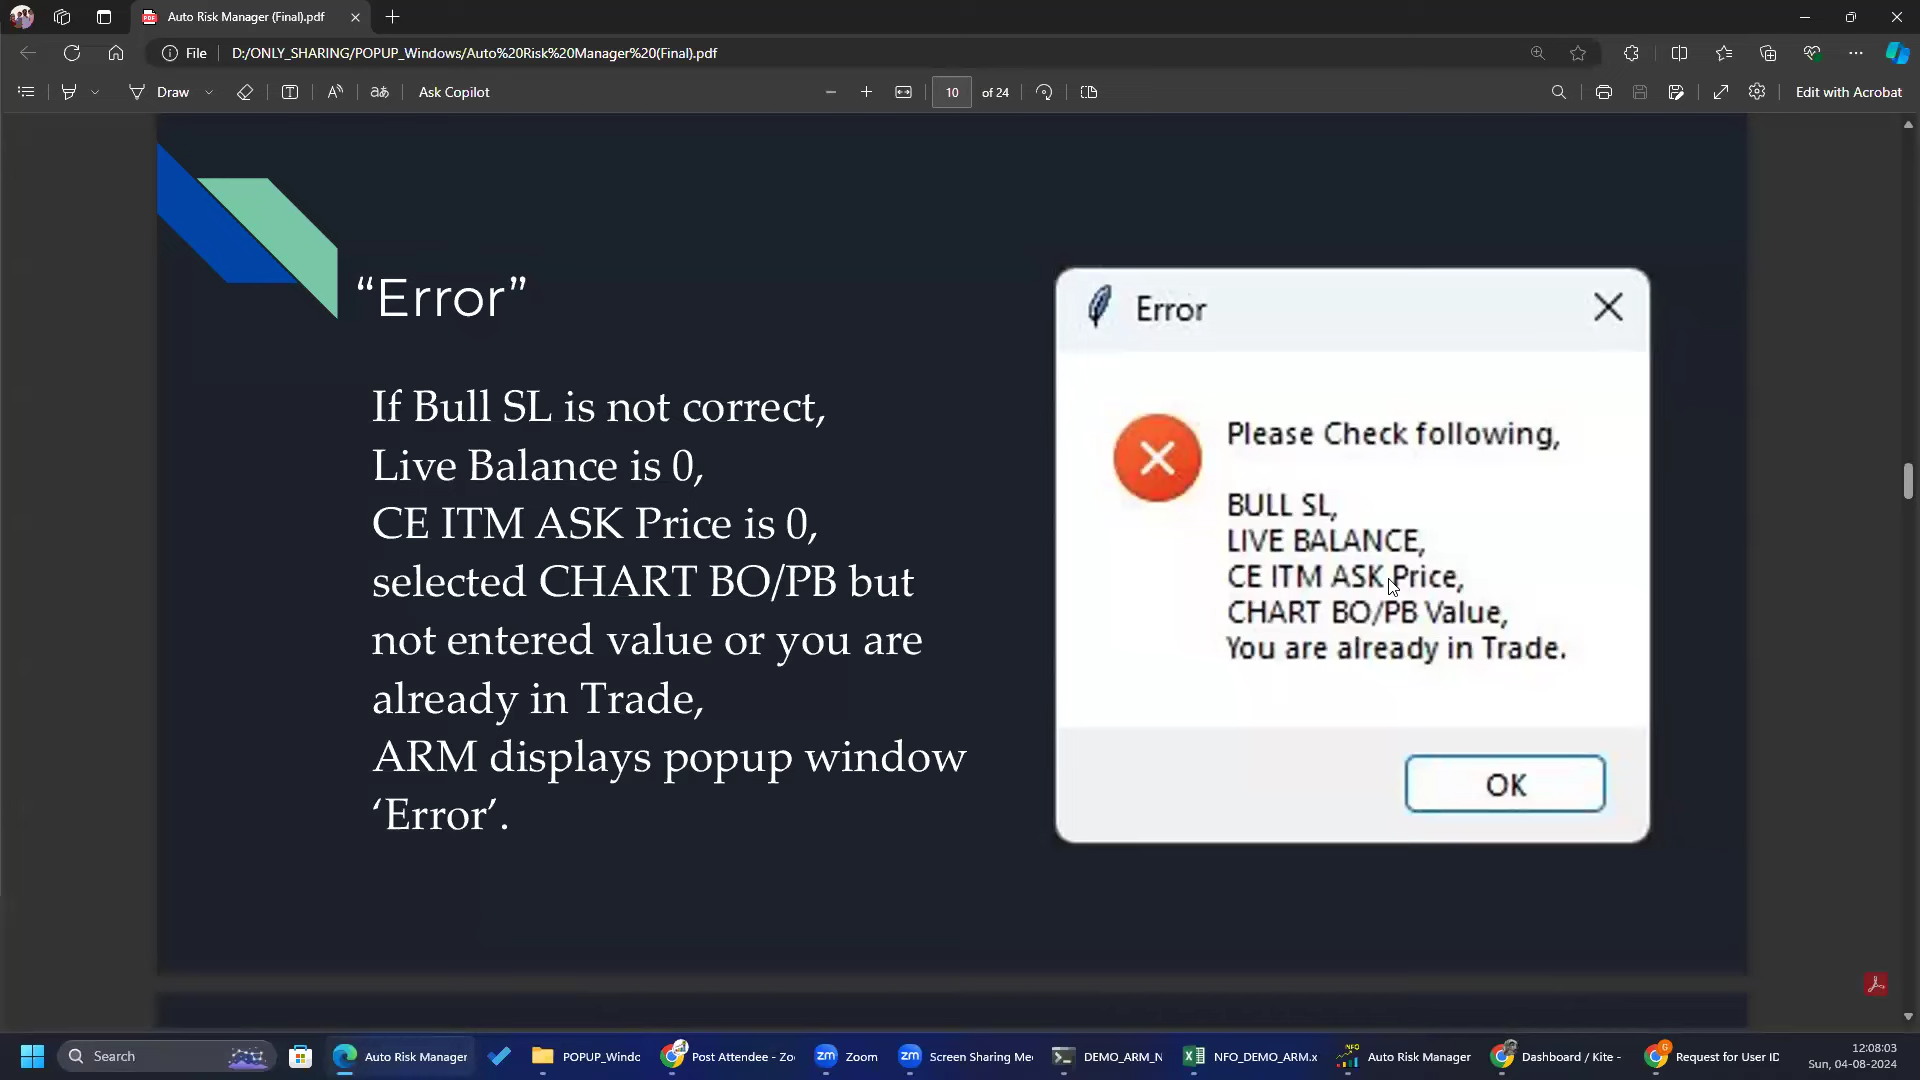 Auto Risk Manager (Final).pdf
File
D:/ONLY_SHARING/POPUP_Windows/Auto%20Risk%20Manager%20(Final).pdf
Draw
aあ
Ask Copilot
10 of 24
Edit with Acrobat
“Error”
If Bull SL is not correct,
Live Balance is 0,
CE ITM ASK Price is 0,
selected CHART BO/PB but
not entered value or you are
already in Trade,
ARM displays popup window
‘Error’.
Error
Please Check following,
BULL SL,
LIVE BALANCE,
CE ITM ASK Price,
CHART BO/PB Value,
You are already in Trade.
OK
Search
Auto Risk Manager
POPUP_Windo
Post Attendee - Zo
Zoom
Screen Sharing Me
DEMO_ARM_N
NFO_DEMO_ARM.x
Auto Risk Manager
Dashboard / Kite -
Request for User ID
12:08:03
Sun, 04-08-2024